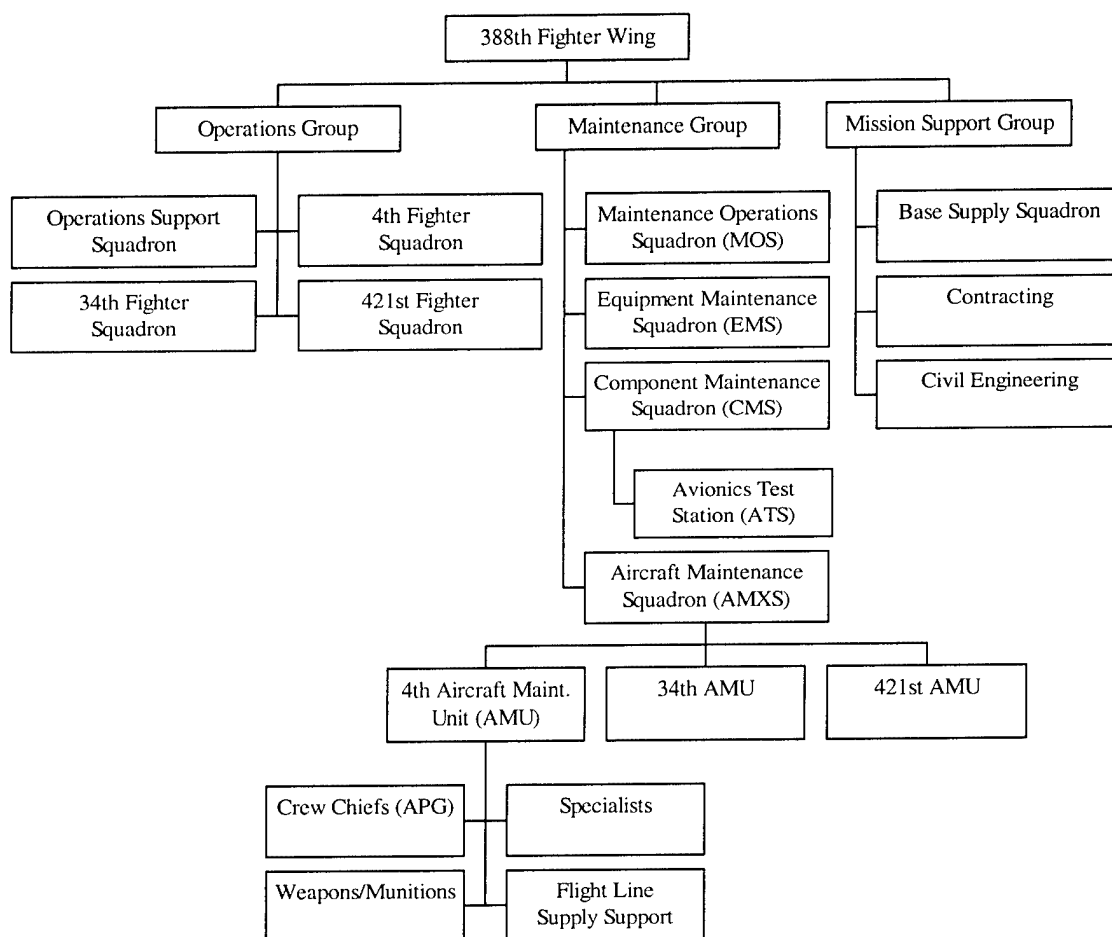 388th Fighter Wing
Operations Group
Maintenance Group
Mission Support Group
Operations Support
Squadron
4th Fighter
Squadron
34th Fighter
Squadron
421st Fighter
Squadron
Maintenance Operations
Squadron (MOS)
Equipment Maintenance
Squadron (EMS)
Component Maintenance
Squadron (CMS)
Avionics Test
Station (ATS)
Aircraft Maintenance
Squadron (AMXS)
Base Supply Squadron
Contracting
Civil Engineering
4th Aircraft Maint.
Unit (AMU)
34th AMU
421st AMU
Crew Chiefs (APG)
Specialists
Weapons/Munitions
Flight Line
Supply Support